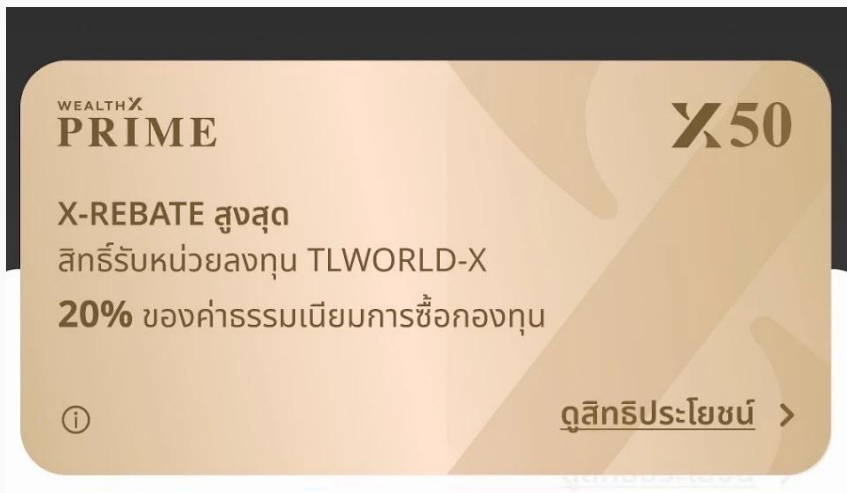 WEALTHX
PRIME
X50
X-REBATE สูงสุด
สิทธิ์รับหน่วยลงทุน TLWORLD-X
20% ของค่าธรรมเนียมการซื้อกองทุน
ดูสิทธิประโยชน์